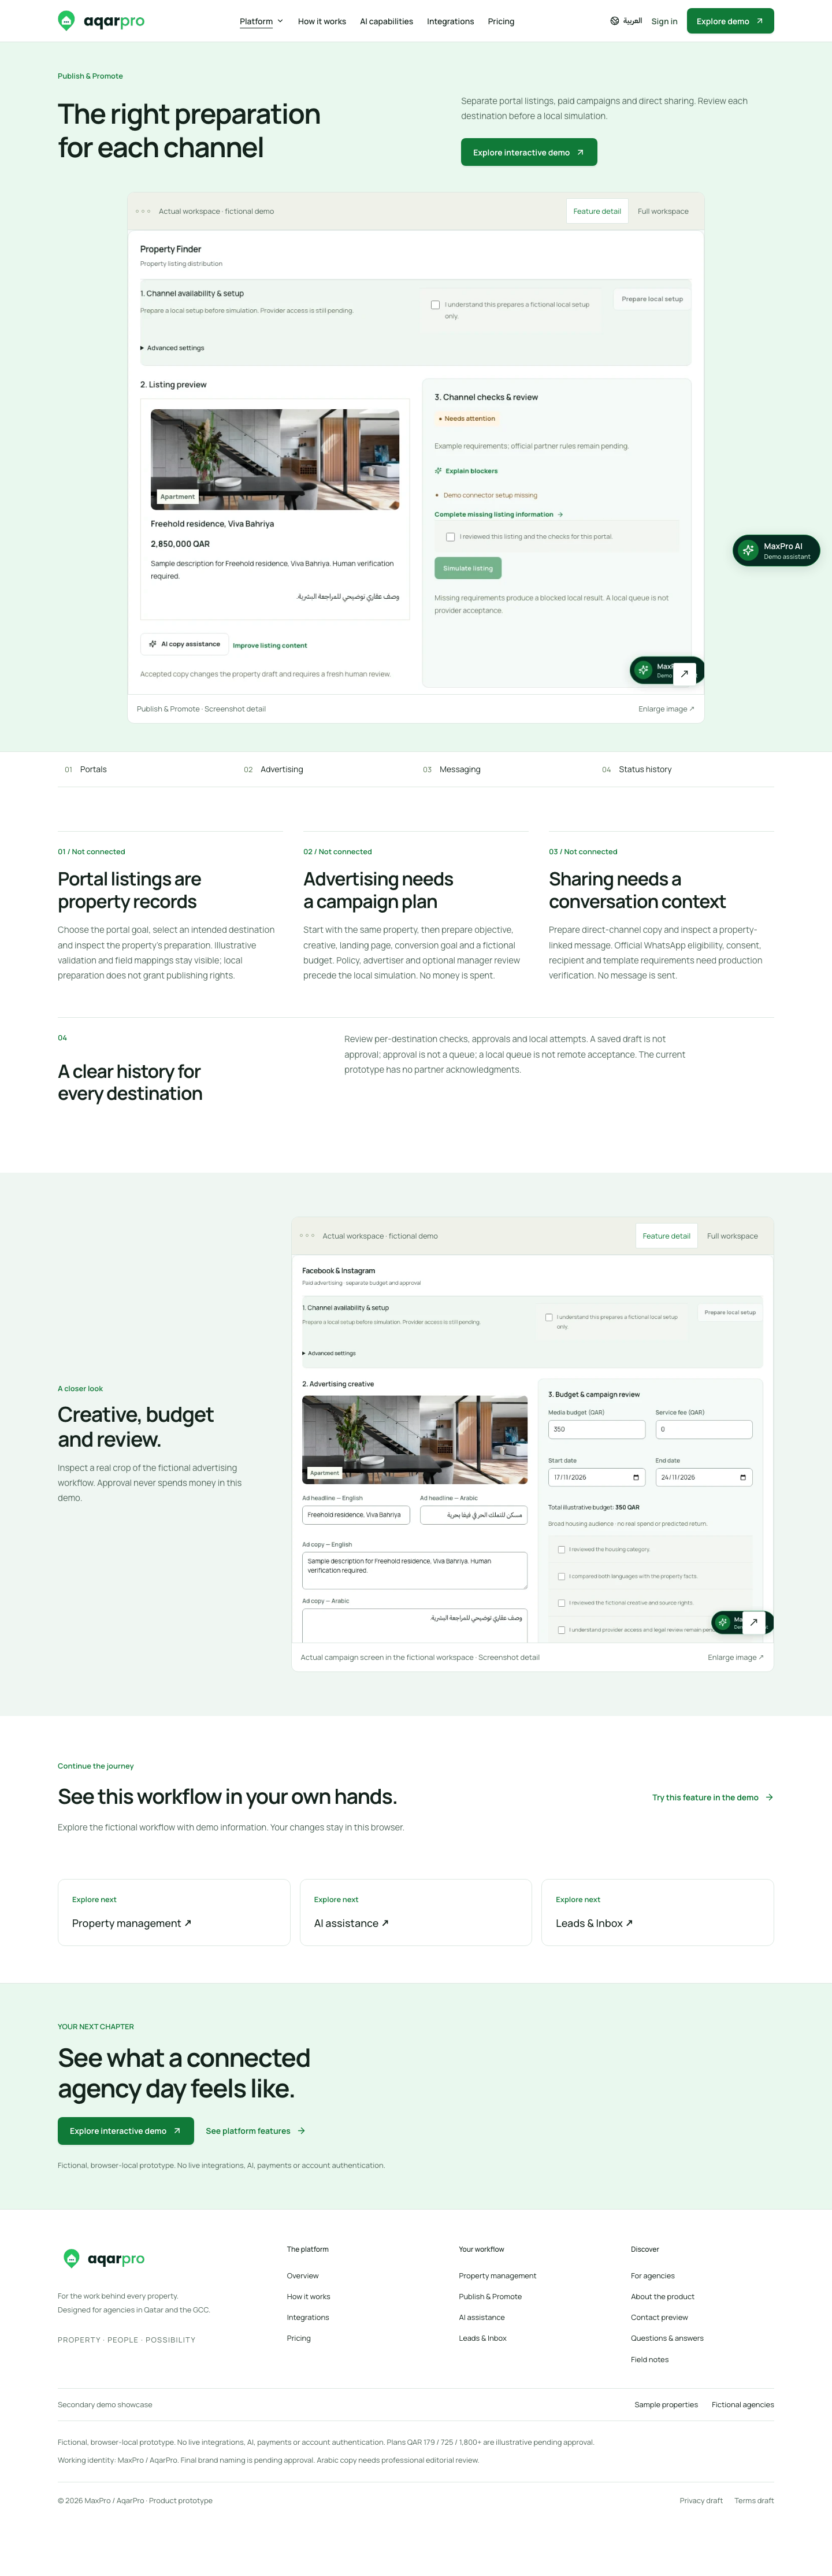 aqarpro
Platform
How it works
AI capabilities
Integrations
Pricing
العربية
Sign in
Explore demo
Publish & Promote
The right preparation
for each channel
Separate portal listings, paid campaigns and direct sharing. Review each
destination before a local simulation.
Explore interactive demo
Actual workspace · fictional demo
Feature detail
Full workspace
Property Finder
Property listing distribution
1. Channel availability & setup
Prepare a local setup before simulation. Provider access is still pending.
I understand this prepares a fictional local setup
only.
Prepare local setup
Advanced settings
2. Listing preview
Apartment
Freehold residence, Viva Bahriya
2,850,000 QAR
Sample description for Freehold residence, Viva Bahriya. Human verification
required.
وصف عقاري توضيحي للمراجعة البشرية.
AI copy assistance
Improve listing content
Accepted copy changes the property draft and requires a fresh human review.
3. Channel checks & review
Needs attention
Example requirements; official partner rules remain pending.
Explain blockers
Demo connector setup missing
Complete missing listing information
I reviewed this listing and the checks for this portal.
Simulate listing
Missing requirements produce a blocked local result. A local queue is not
provider acceptance.
MaxPro AI
Demo assistant
Publish & Promote · Screenshot detail
Enlarge image ↗
01 Portals
02 Advertising
03 Messaging
04 Status history
01 / Not connected
Portal listings are
property records
Choose the portal goal, select an intended destination
and inspect the property's preparation. Illustrative
validation and field mappings stay visible; local
preparation does not grant publishing rights.
02 / Not connected
Advertising needs
a campaign plan
Start with the same property, then prepare objective,
creative, landing page, conversion goal and a fictional
budget. Policy, advertiser and optional manager review
precede the local simulation. No money is spent.
03 / Not connected
Sharing needs a
conversation context
Prepare direct-channel copy and inspect a property-
linked message. Official WhatsApp eligibility, consent,
recipient and template requirements need production
verification. No message is sent.
04
A clear history for
every destination
Review per-destination checks, approvals and local attempts. A saved draft is not
approval; approval is not a queue; a local queue is not remote acceptance. The current
prototype has no partner acknowledgments.
A closer look
Creative, budget
and review.
Inspect a real crop of the fictional advertising
workflow. Approval never spends money in this
demo.
Actual workspace · fictional demo
Feature detail
Full workspace
Facebook & Instagram
Paid advertising · separate budget and approval
1. Channel availability & setup
Prepare a local setup before simulation. Provider access is still pending.
I understand this prepares a fictional local setup
only.
Prepare local setup
Advanced settings
2. Advertising creative
Apartment
Ad headline — English
Ad headline — Arabic
Freehold residence, Viva Bahriya
مسكن للتملك الحر في فيفا بحرية
Ad copy — English
Sample description for Freehold residence, Viva Bahriya. Human
verification required.
Ad copy — Arabic
وصف عقاري توضيحي للمراجعة البشرية.
3. Budget & campaign review
Media budget (QAR)
Service fee (QAR)
350
0
Start date
End date
17/11/2026
24/11/2026
Total illustrative budget: 350 QAR
Broad housing audience · no real spend or predicted return.
I reviewed the housing category.
I compared both languages with the property facts.
I reviewed the fictional creative and source rights.
I understand provider access and legal review remain
Actual campaign screen in the fictional workspace · Screenshot detail
Enlarge image ↗
Continue the journey
See this workflow in your own hands.
Explore the fictional workflow with demo information. Your changes stay in this browser.
Try this feature in the demo
Explore next
Property management ↗
Explore next
AI assistance ↗
Explore next
Leads & Inbox ↗
YOUR NEXT CHAPTER
See what a connected
agency day feels like.
Explore interactive demo
See platform features
Fictional, browser-local prototype. No live integrations, AI, payments or account authentication.
aqarpro
For the work behind every property.
Designed for agencies in Qatar and the GCC.
PROPERTY · PEOPLE · POSSIBILITY
The platform
Overview
How it works
Integrations
Pricing
Your workflow
Property management
Publish & Promote
AI assistance
Leads & Inbox
Discover
For agencies
About the product
Contact preview
Questions & answers
Field notes
Secondary demo showcase
Sample properties
Fictional agencies
Fictional, browser-local prototype. No live integrations, AI, payments or account authentication. Plans QAR 179 / 725 / 1,800+ are illustrative pending approval.
Working identity: MaxPro / AqarPro. Final brand naming is pending approval. Arabic copy needs professional editorial review.
© 2026 MaxPro / AqarPro · Product prototype
Privacy draft
Terms draft